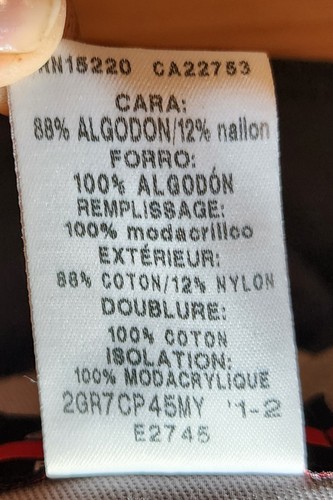 RN15220 CA22753
CARA:
88% ALGODON/12% nailon
FORRO:
100% ALGODÓN
REMPLISSAGE:
100% modacrilico
EXTÉRIEUR:
88% COTON/12% NYLON
DOUBLURE:
100% COTON
ISOLATION:
100% MODACRYLIQUE
2GR7CP45MY '1-2
E2745